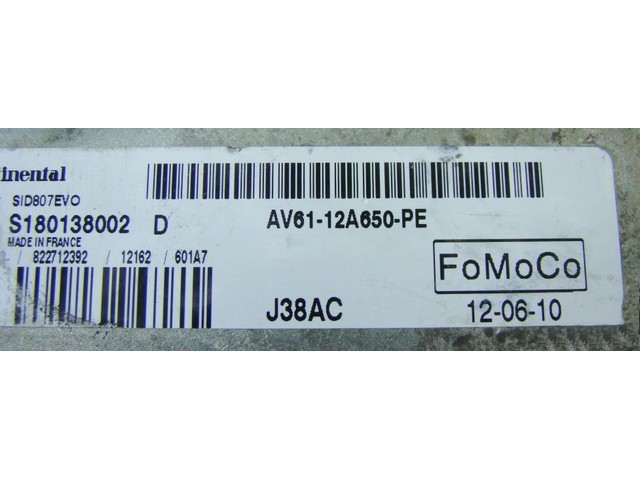 inental
SID807EVO
S180138002 D
MADE IN FRANCE
/ 822712392 / 12162 / 601A7
AV61-12A650-PE
FoMoCo
J38AC
12-06-10